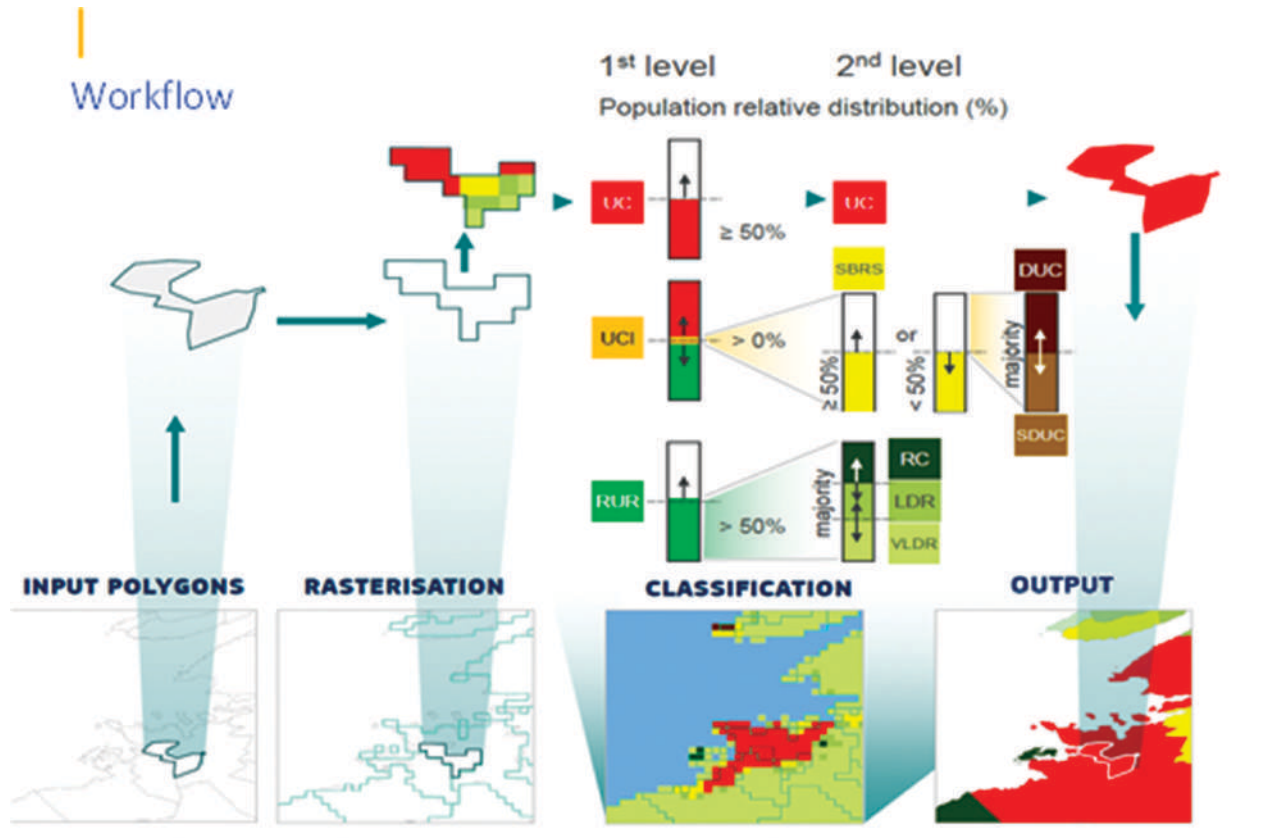 Workflow
1st level
2nd level
Population relative distribution (%)
UC
≥ 50%
UC
SBRS
DUC
UCI
> 0%
≥ 50%
or
< 50%
majority
SDUC
RUR
> 50%
majority
RC
LDR
VLDR
INPUT POLYGONS
RASTERISATION
CLASSIFICATION
OUTPUT